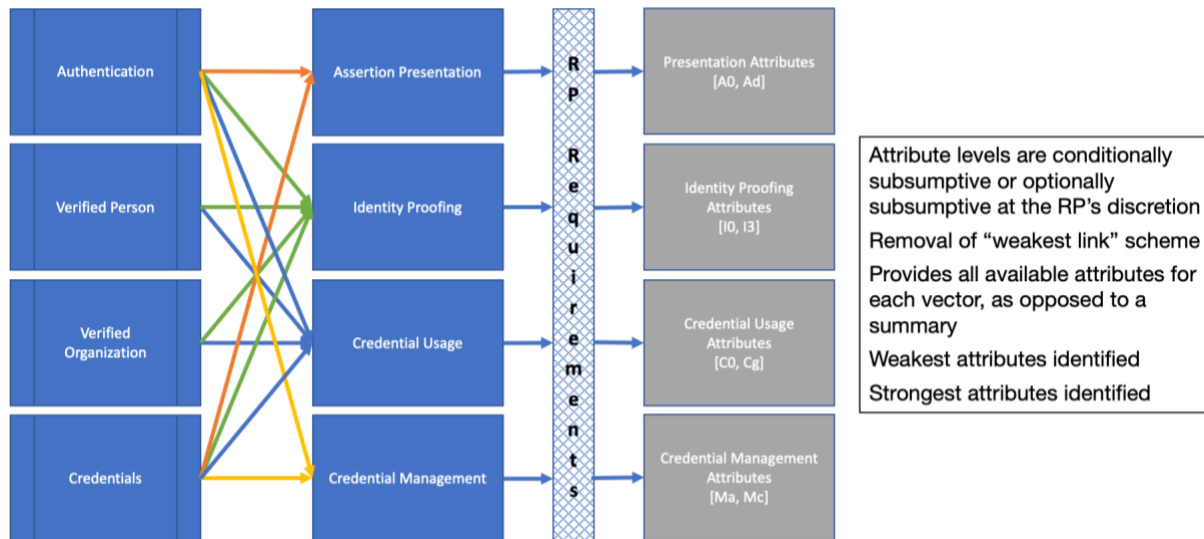 Authentication
Assertion Presentation
Presentation Attributes
[A0, Ad]
Verified Person
Identity Proofing
Identity Proofing
Attributes
[I0, I3]
Verified
Organization
Credential Usage
Credential Usage
Attributes
[C0, Cg]
Credentials
Credential Management
Credential Management
Attributes
[Ma, Mc]
RP Requirements
Attribute levels are conditionally
subsumptive or optionally
subsumptive at the RP’s discretion
Removal of “weakest link” scheme
Provides all available attributes for
each vector, as opposed to a
summary
Weakest attributes identified
Strongest attributes identified